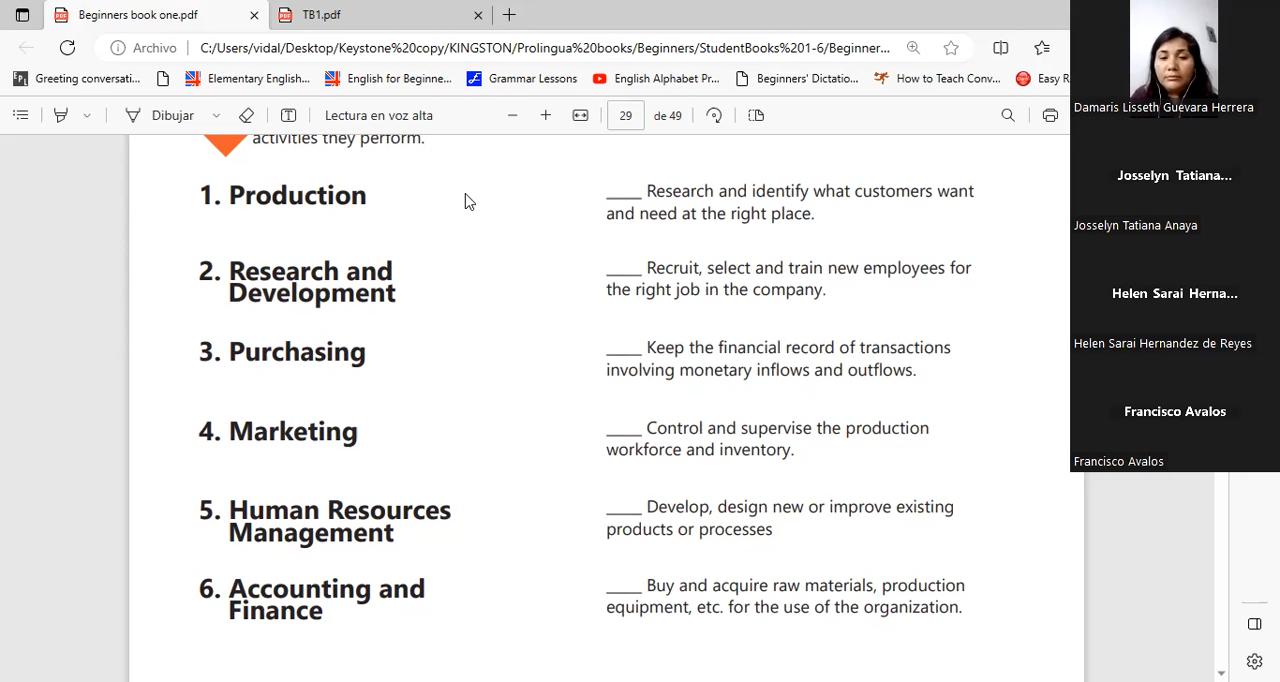 Beginners book one.pdf
TB1.pdf
Archivo
C:/Users/vidal/Desktop/Keystone%20copy/KINGSTON/Prolingua%20books/Beginners/StudentBooks%201-6/Beginner...
Greeting conversati...
Elementary English...
English for Beginne...
Grammar Lessons
English Alphabet Pr...
Beginners' Dictatio...
How to Teach Conv...
Easy R
Dibujar
Lectura en voz alta
29
de 49
activities they perform.
1. Production
____ Research and identify what customers want
and need at the right place.
2. Research and
Development
____ Recruit, select and train new employees for
the right job in the company.
3. Purchasing
____ Keep the financial record of transactions
involving monetary inflows and outflows.
4. Marketing
____ Control and supervise the production
workforce and inventory.
5. Human Resources
Management
____ Develop, design new or improve existing
products or processes
6. Accounting and
Finance
____ Buy and acquire raw materials, production
equipment, etc. for the use of the organization.
Damaris Lisseth Guevara Herrera
Josselyn Tatiana...
Josselyn Tatiana Anaya
Helen Sarai Herna...
Helen Sarai Hernandez de Reyes
Francisco Avalos
Francisco Avalos